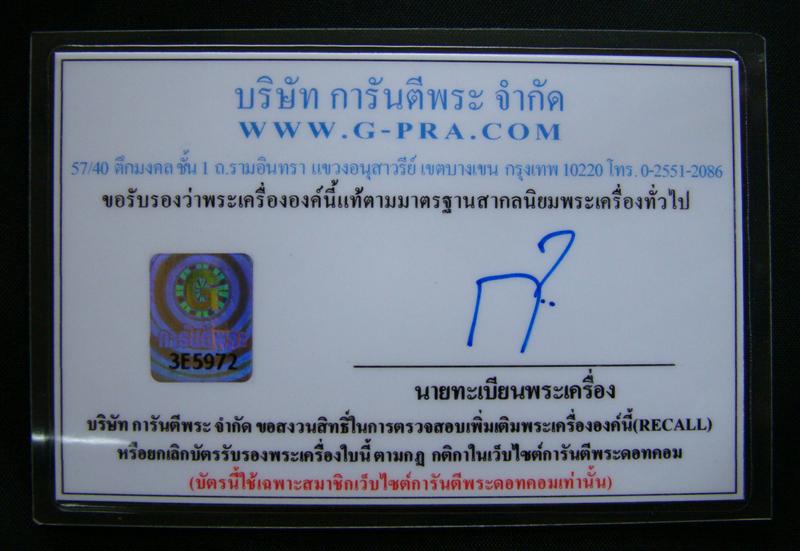 บริษัท การันตีพระ จำกัด
WWW.G-PRA.COM
57/40 ตึกมงคล ชั้น 1 ถ.รามอินทรา แขวงอนุสาวรีย์ เขตบางเขน กรุงเทพ 10220 โทร. 0-2551-2086
ขอรับรองว่าพระเครื่ององค์นี้แท้ตามมาตรฐานสากลนิยมพระเครื่องทั่วไป
G
การันตีพระ
3E5972
นายทะเบียนพระเครื่อง
บริษัท การันตีพระ จำกัด ขอสงวนสิทธิ์ในการตรวจสอบเพิ่มเติมพระเครื่ององค์นี้(RECALL)
หรือยกเลิกบัตรรับรองพระเครื่องใบนี้ ตามกฎ กติกาในเว็บไซต์การันตีพระดอทคอม
(บัตรนี้ใช้เฉพาะสมาชิกเว็บไซต์การันตีพระดอทคอมเท่านั้น)